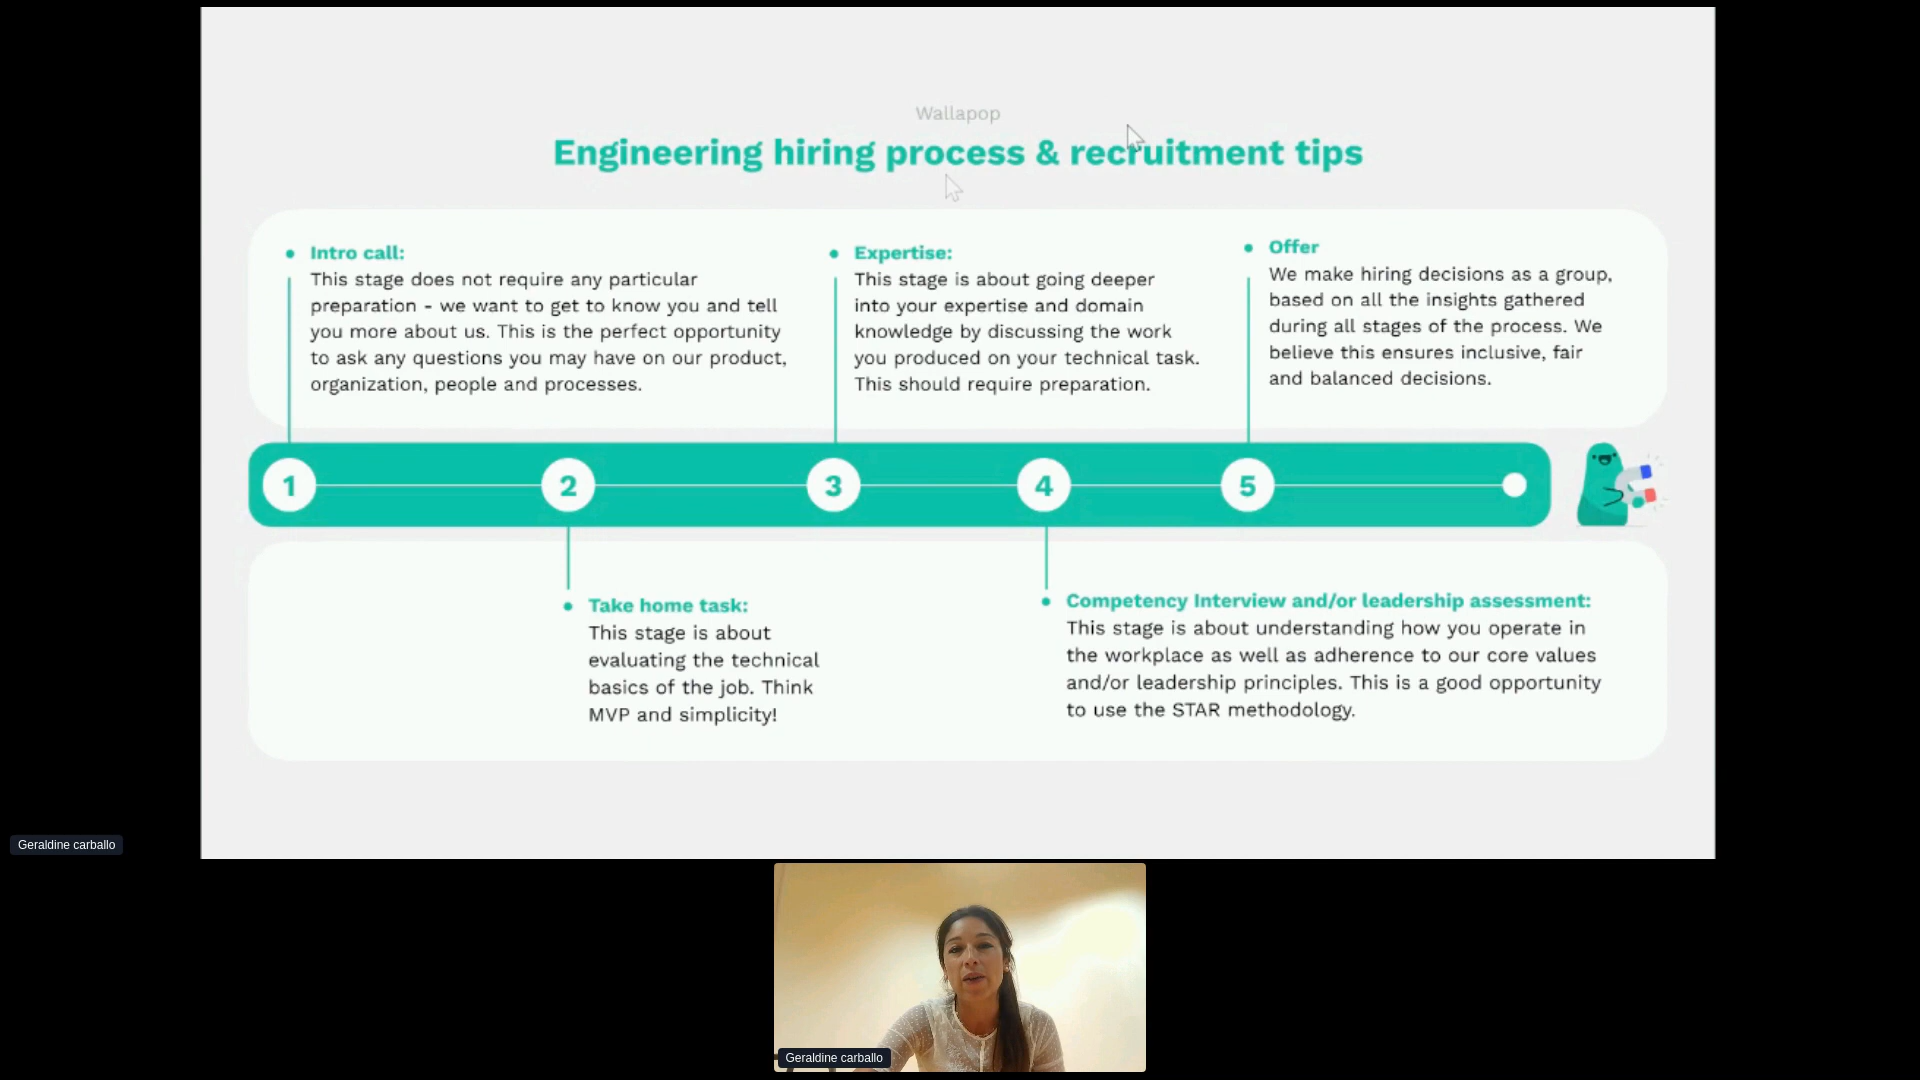 Wallapop
Engineering hiring process & recruitment tips
Intro call:
This stage does not require any particular
preparation - we want to get to know you and tell
you more about us. This is the perfect opportunity
to ask any questions you may have on our product,
organization, people and processes.
Expertise:
This stage is about going deeper
into your expertise and domain
knowledge by discussing the work
you produced on your technical task.
This should require preparation.
Offer
We make hiring decisions as a group,
based on all the insights gathered
during all stages of the process. We
believe this ensures inclusive, fair
and balanced decisions.
1
2
3
4
5
Take home task:
This stage is about
evaluating the technical
basics of the job. Think
MVP and simplicity!
Competency Interview and/or leadership assessment:
This stage is about understanding how you operate in
the workplace as well as adherence to our core values
and/or leadership principles. This is a good opportunity
to use the STAR methodology.
Geraldine carballo
Geraldine carballo